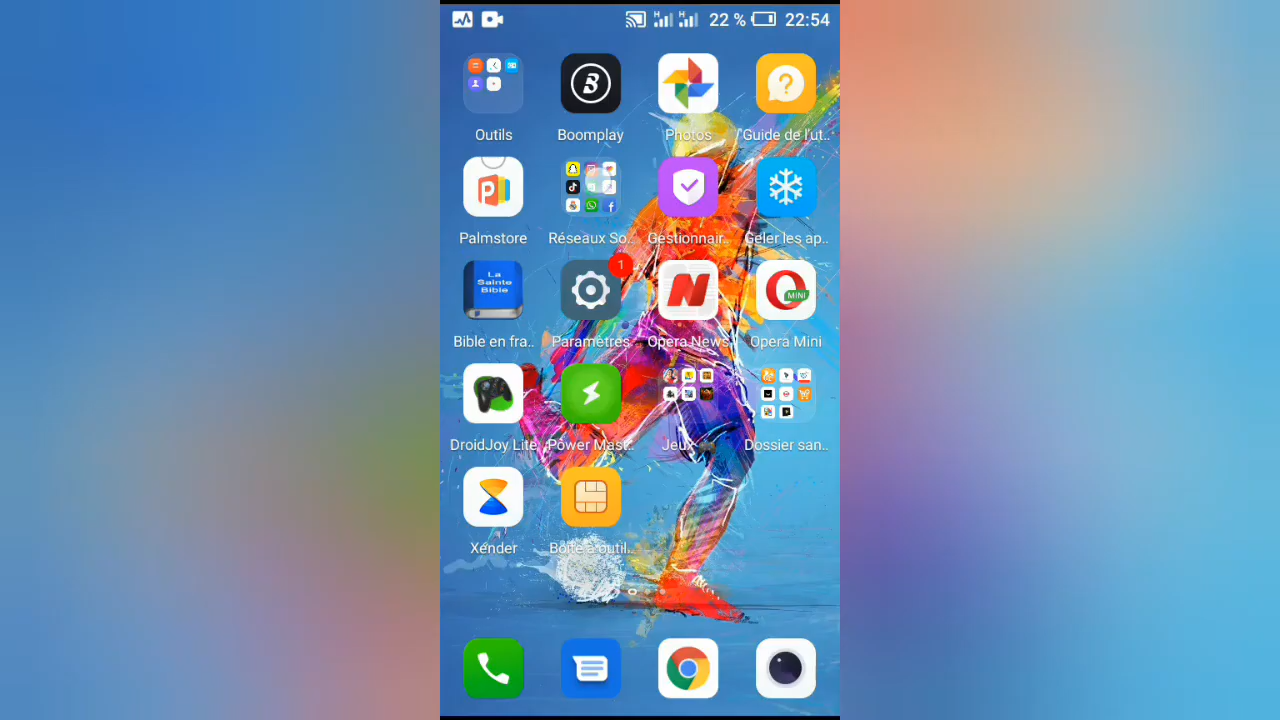 22 % 22:54
Outils
Boomplay
Photos
Guide de l'ut..
Palmstore
Réseaux So..
Gestionnair..
Geler les ap..
La
Sainte
Bible
1
MINI
Bible en fra..
Paramètres
Opera News
Opera Mini
DroidJoy Lite
Power Mast..
Jeux 🎮
Dossier san..
Xender
Boîte à outil..